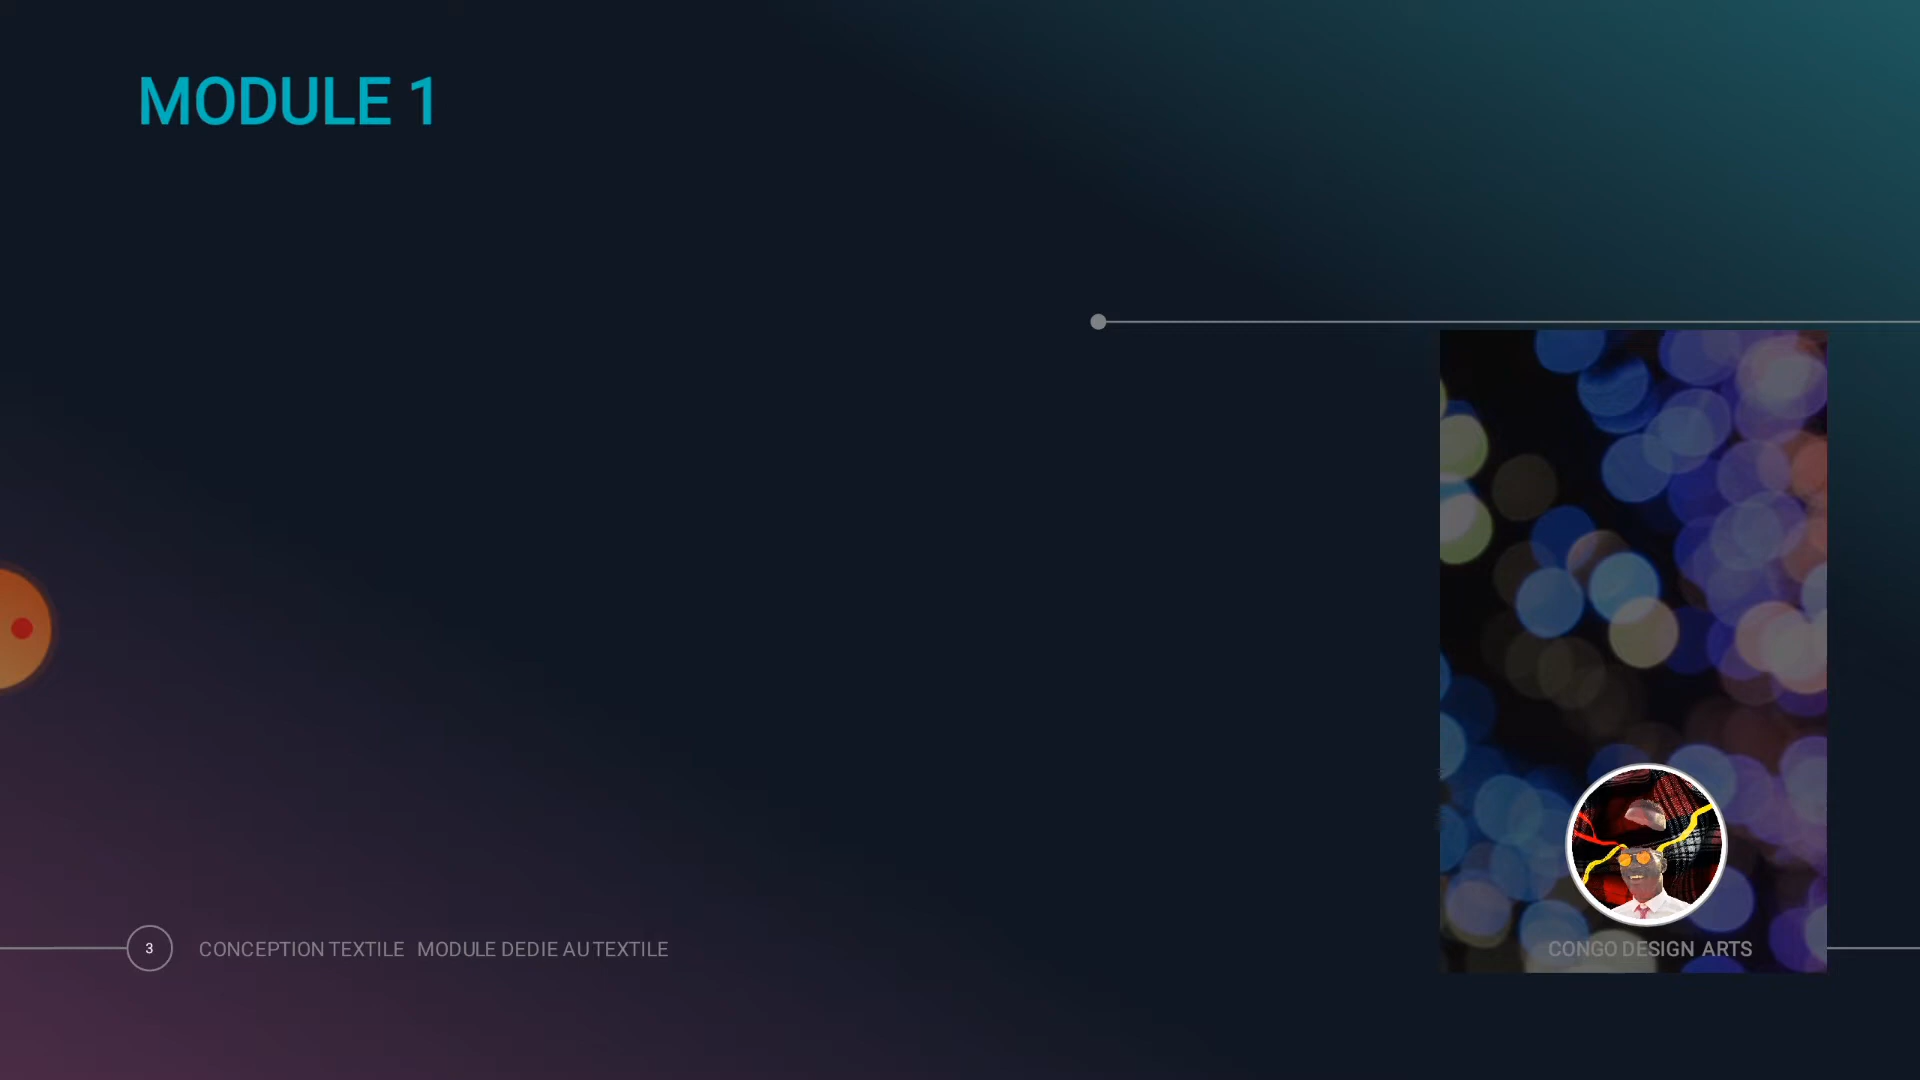 MODULE 1
3
CONCEPTION TEXTILE MODULE DEDIE AU TEXTILE
CONGO DESIGN ARTS